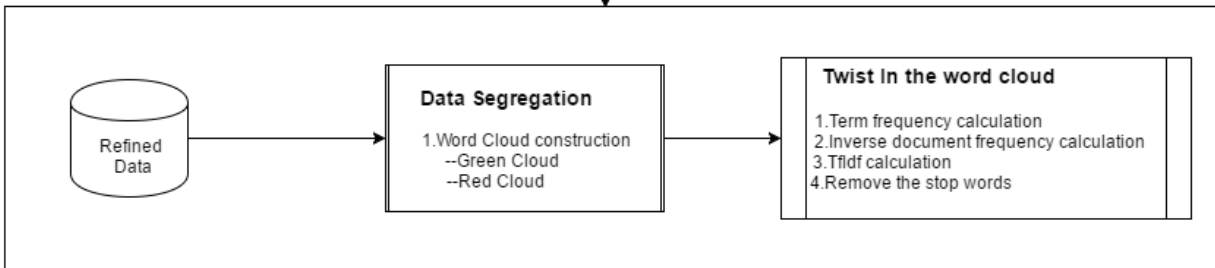 Refined
Data
Data Segregation
1.Word Cloud construction
--Green Cloud
--Red Cloud
Twist In the word cloud
1.Term frequency calculation
2.Inverse document frequency calculation
3.TfIdf calculation
4.Remove the stop words